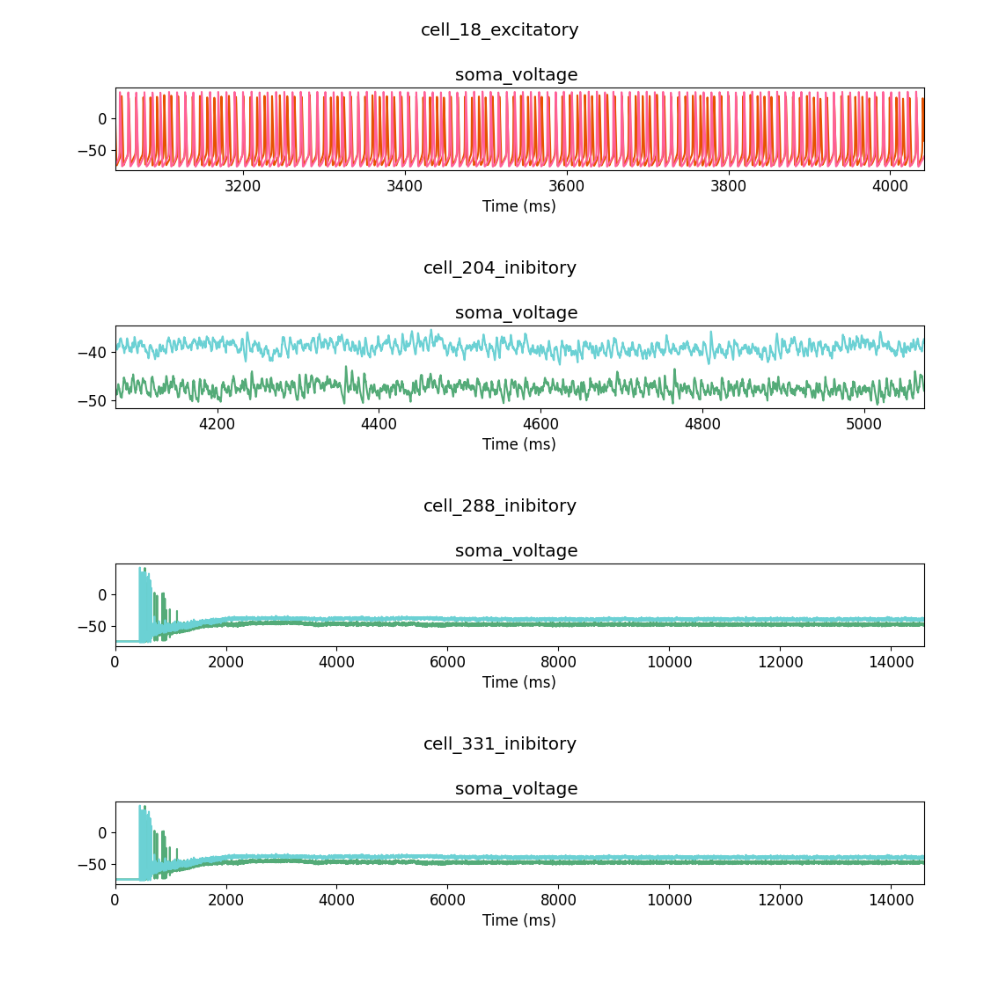 cell_18_excitatory
soma_voltage
0
−50
3200 3400 3600 3800 4000
Time (ms)
cell_204_inibitory
soma_voltage
−40
−50
4200 4400 4600 4800 5000
Time (ms)
cell_288_inibitory
soma_voltage
0
−50
0 2000 4000 6000 8000 10000 12000 14000
Time (ms)
cell_331_inibitory
soma_voltage
0
−50
0 2000 4000 6000 8000 10000 12000 14000
Time (ms)